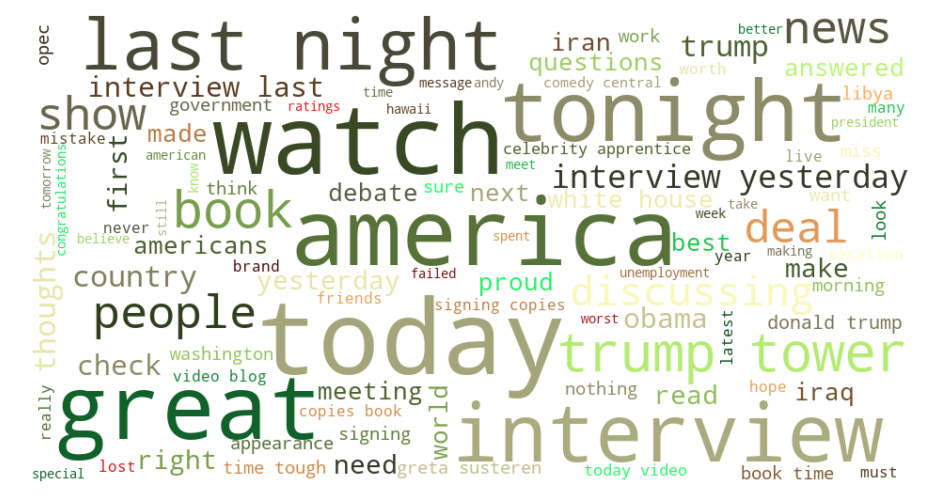 opec
last night
iran
work
better
news
trump
questions
answered
interview last
message
andy
comedy central
worth
time
tonight
libya
show
government
ratings
hawaii
many
president
mistake
made
watch
celebrity apprentice
american
meet
live
miss
tomorrow
congratulations
first
know
think
debate
sure
next
interview yesterday
book
white house
want
still
never
america
week
take
look
believe
americans
spent
best
deal
making
year
vacation
thoughts
country
brand
yesterday
failed
proud
unemployment
make
morning
friends
discussing
people
today
signing copies
worst
obama
latest
donald trump
check
washington
trump tower
video blog
great
meeting
nothing
read
hope
iraq
really
copies book
world
interview
appearance
signing
special
lost
right
time tough
need
greta susteren
today video
book time
must